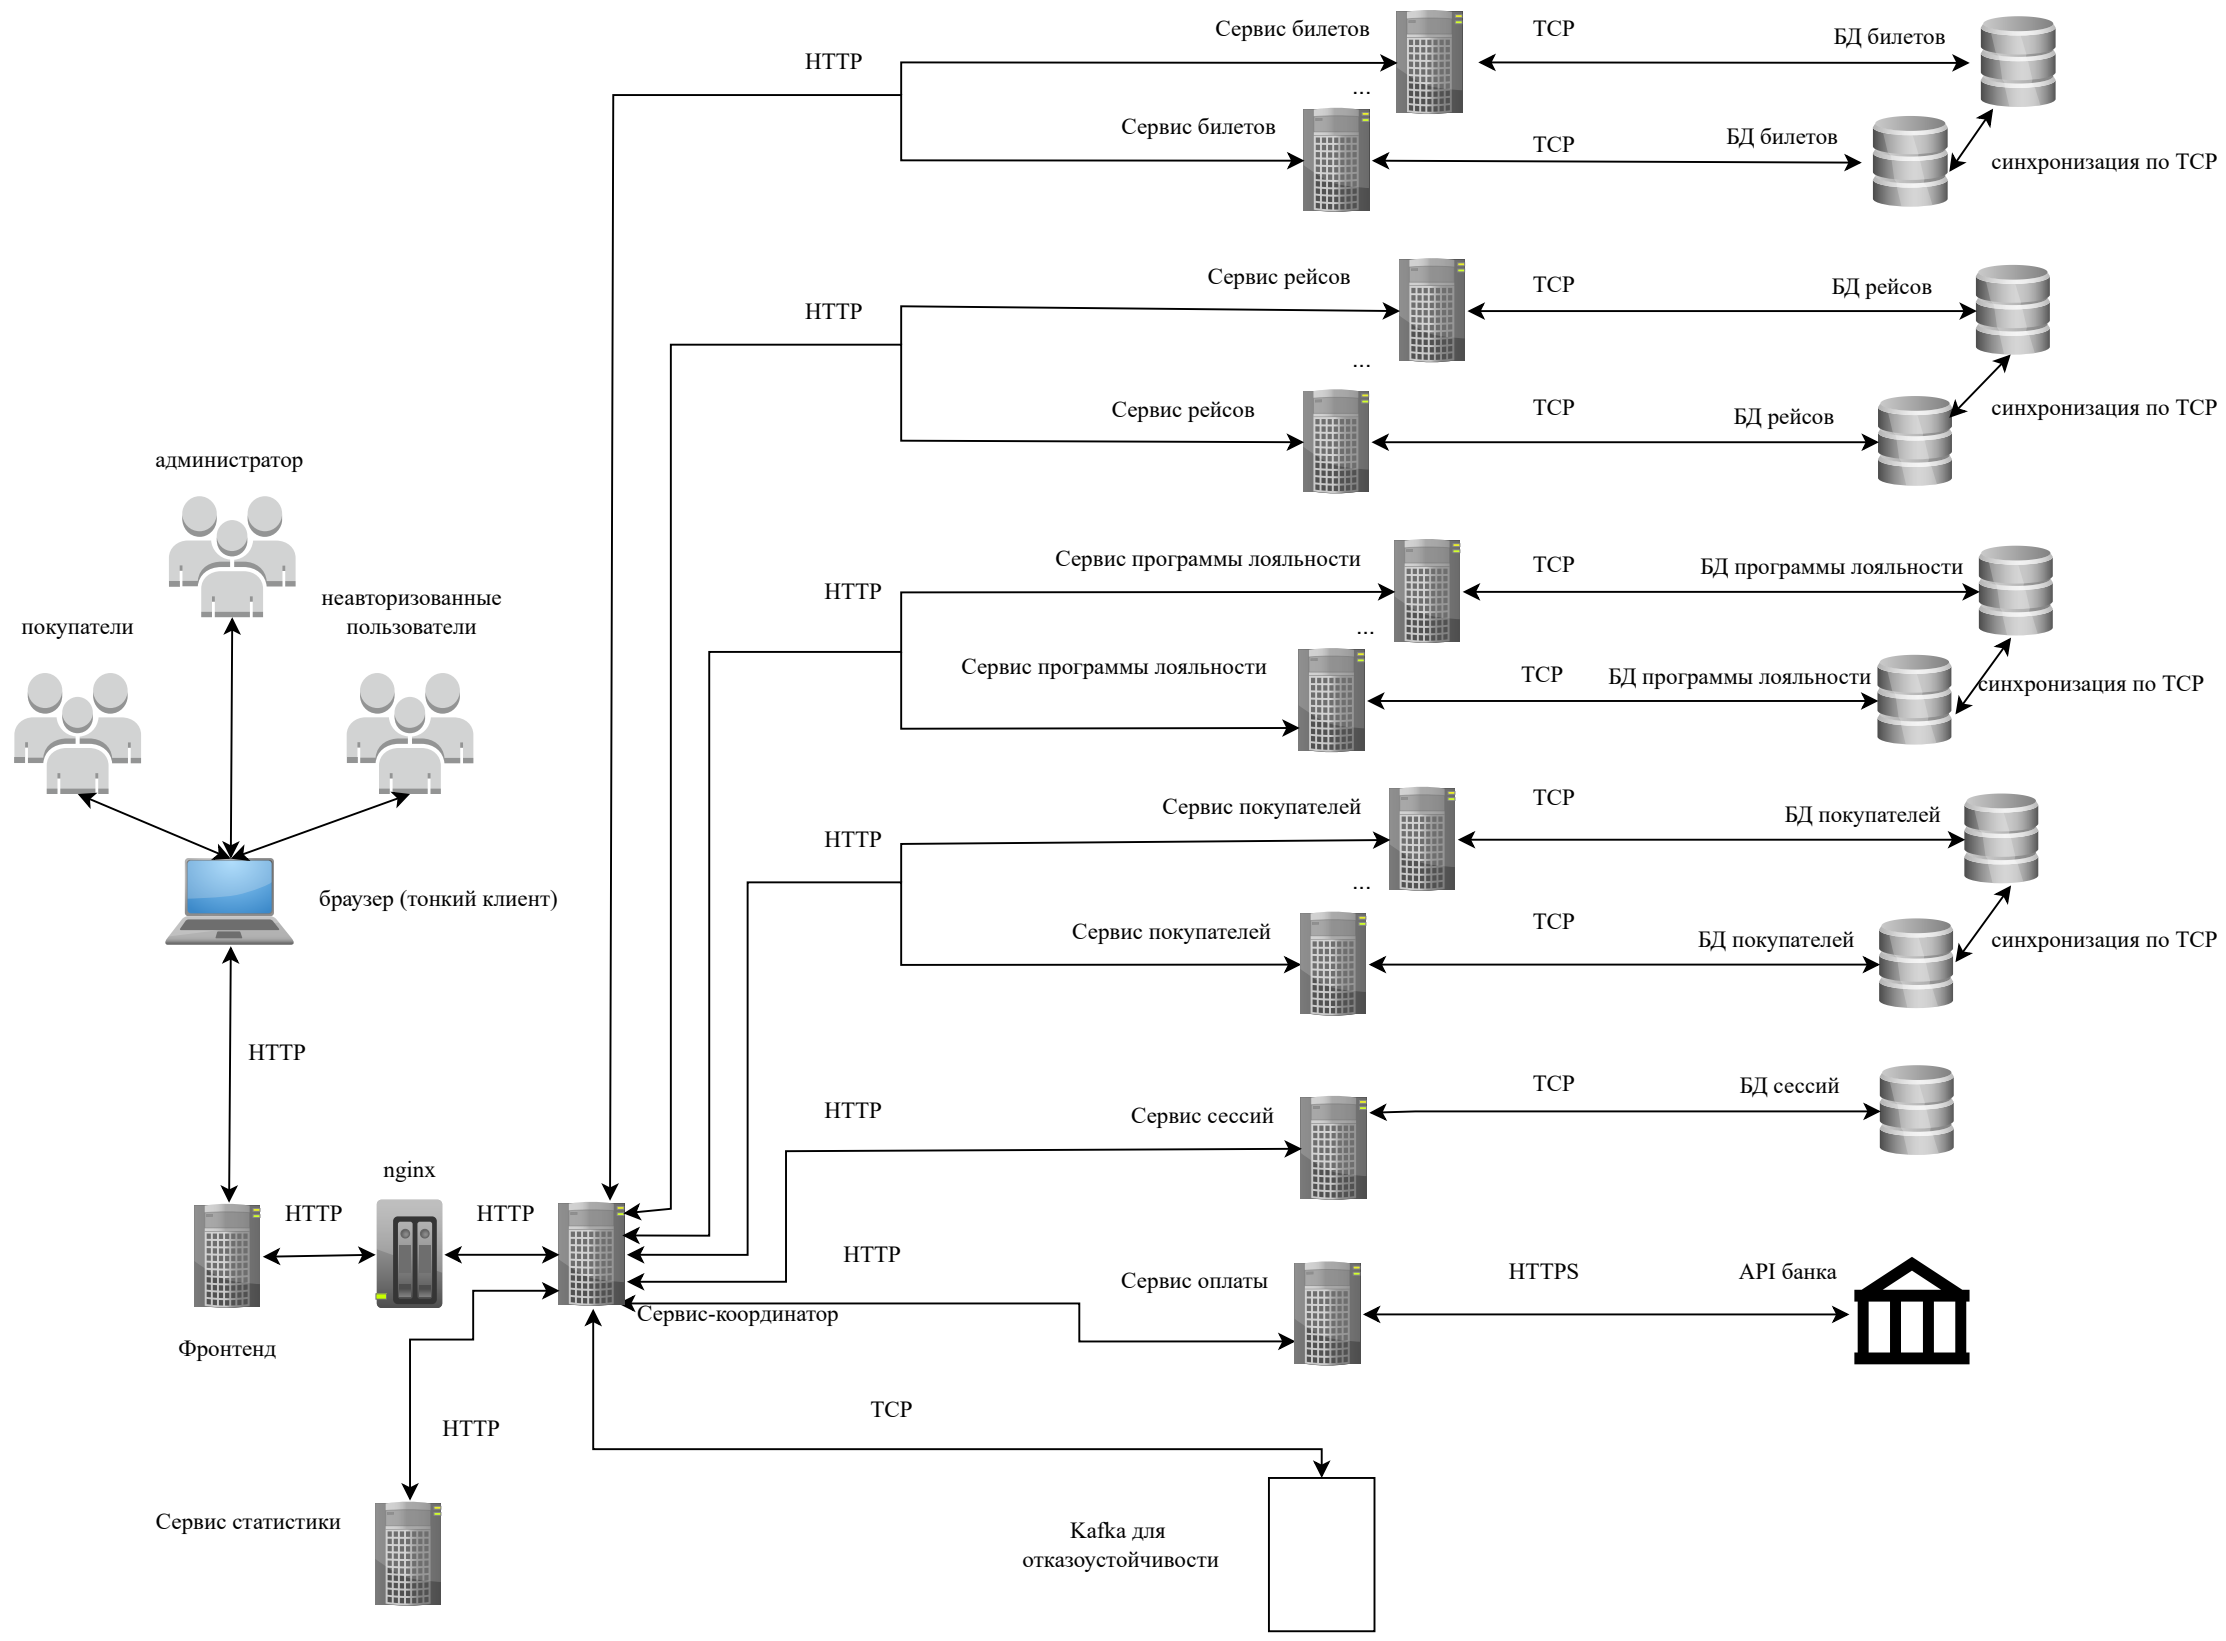 Сервис билетов
TCP
БД билетов
HTTP
...
Сервис билетов
TCP
БД билетов
синхронизация по TCP
Сервис рейсов
TCP
БД рейсов
HTTP
...
Сервис рейсов
TCP
БД рейсов
синхронизация по TCP
администратор
Сервис программы лояльности
TCP
БД программы лояльности
HTTP
неавторизованные
пользователи
покупатели
...
Сервис программы лояльности
TCP
БД программы лояльности
синхронизация по TCP
Сервис покупателей
TCP
БД покупателей
HTTP
...
браузер (тонкий клиент)
Сервис покупателей
TCP
БД покупателей
синхронизация по TCP
HTTP
HTTP
Сервис сессий
TCP
БД сессий
nginx
HTTP
HTTP
HTTP
Сервис оплаты
HTTPS
API банка
Сервис-координатор
Фронтенд
TCP
HTTP
Сервис статистики
Kafka для
отказоустойчивости